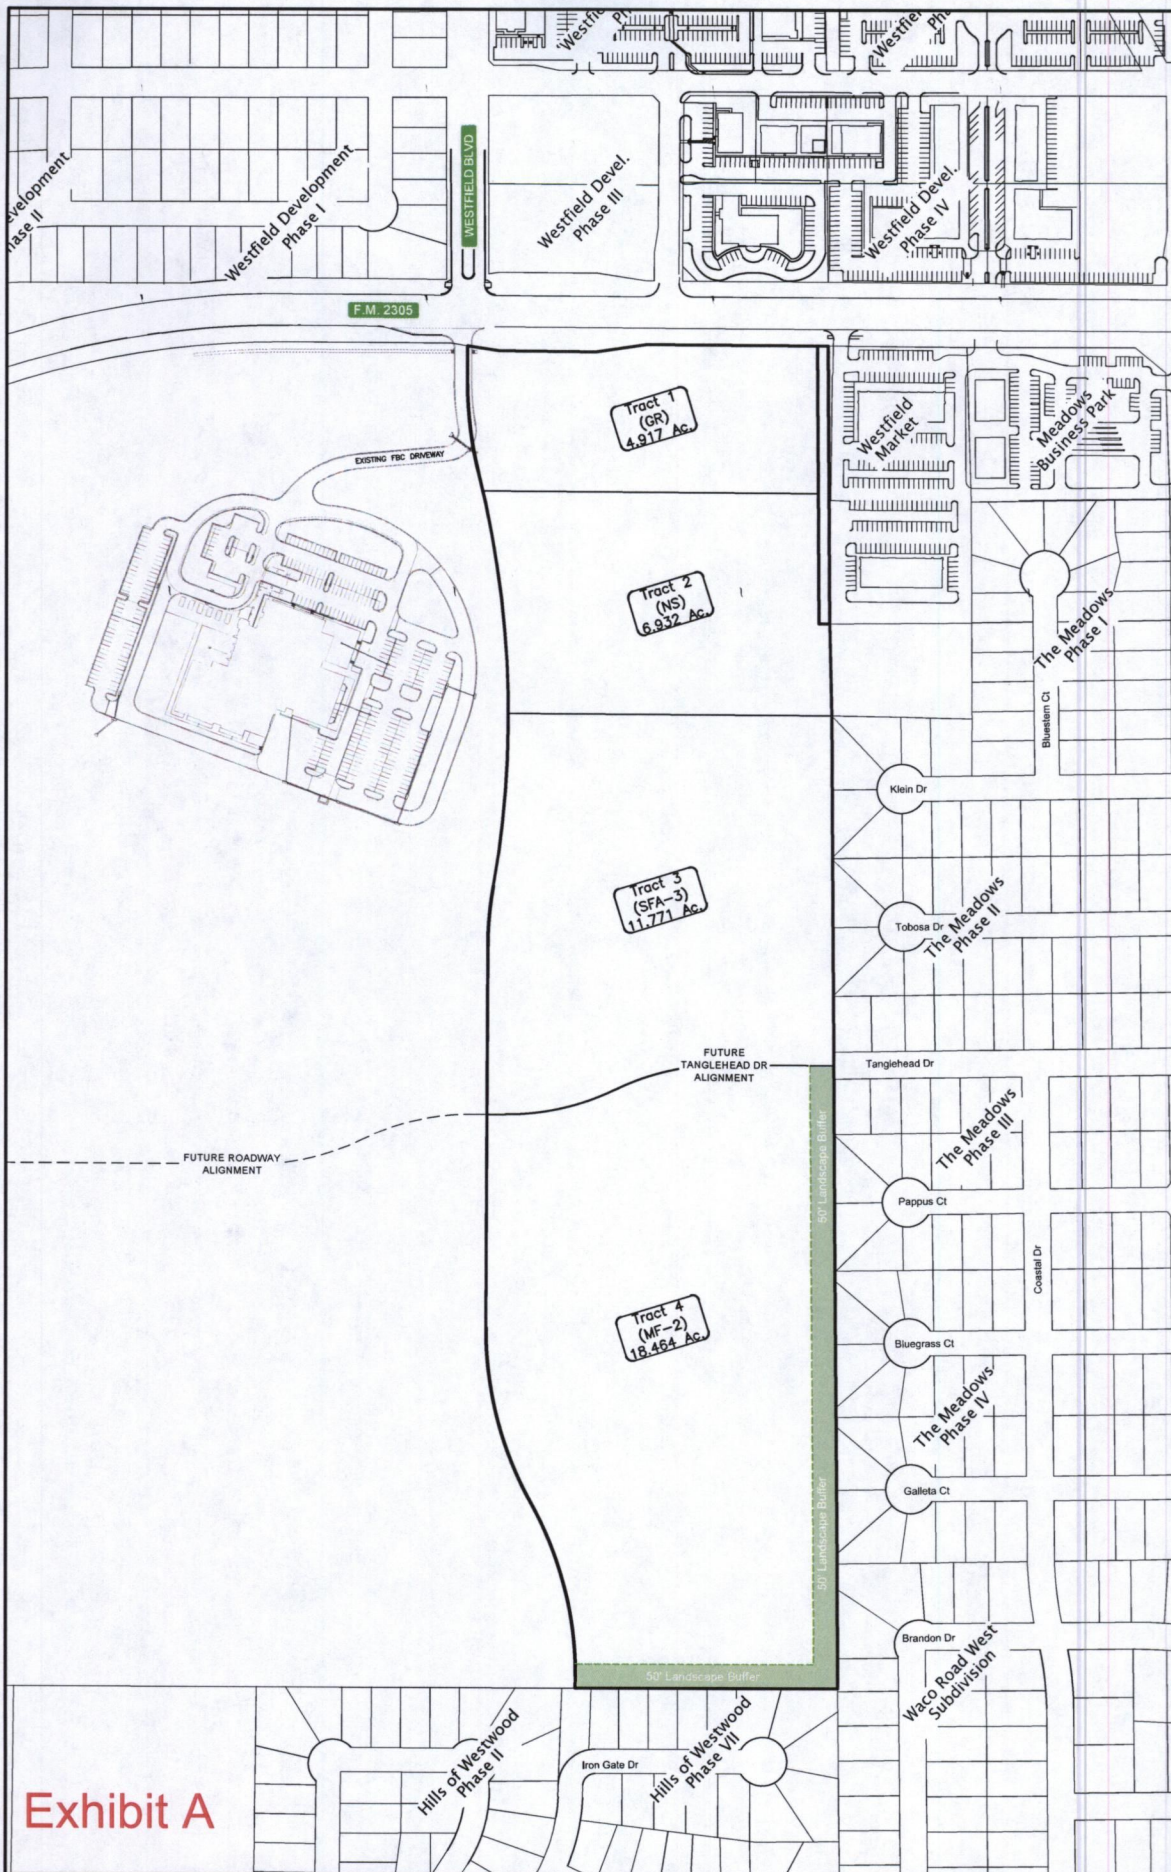 Westfie
Ph
Westfiel
Pha
WESTFIELD BLVD
evelopment
hase II
Westfield Development
Phase I
Westfield Devel.
Phase III
Westfield Devel.
Phase IV
F.M. 2305
Tract 1
(GR)
4.917 Ac.
Westfield
Market
Meadows
Business Park
EXISTING FBC DRIVEWAY
Tract 2
(NS)
6.932 Ac.
The Meadows
Phase I
Bluestem Ct
Klein Dr
Tract 3
(SFA-3)
11.771 Ac.
Tobosa Dr
The Meadows
Phase II
FUTURE
TANGLEHEAD DR
ALIGNMENT
Tanglehead Dr
50' Landscape Buffer
The Meadows
Phase III
FUTURE ROADWAY
ALIGNMENT
Pappus Ct
Coastal Dr
Tract 4
(MF-2)
18.464 Ac.
Bluegrass Ct
The Meadows
Phase IV
Galleta Ct
50' Landscape Buffer
Brandon Dr
Waco Road West
Subdivision
50' Landscape Buffer
Hills of Westwood
Phase II
Iron Gate Dr
Hills of Westwood
Phase VII
Exhibit A